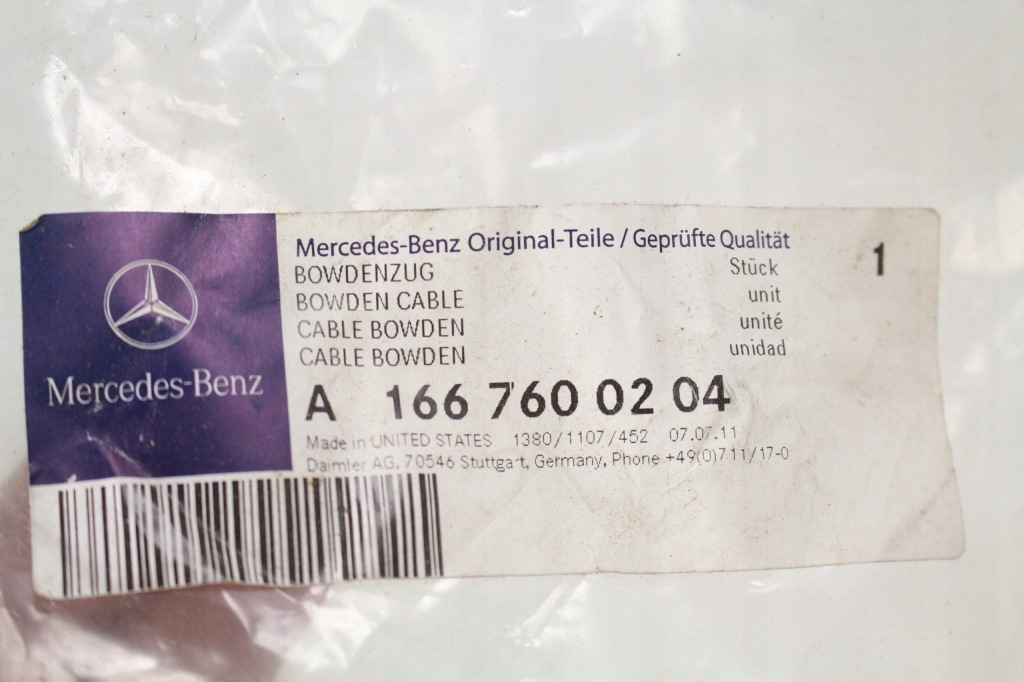 Mercedes-Benz
Mercedes-Benz Original-Teile / Geprüfte Qualität
BOWDENZUG Stück 1
BOWDEN CABLE unit
CABLE BOWDEN unité
CABLE BOWDEN unidad
A 166 760 02 04
Made in UNITED STATES 1380/1107/452 07.07.11
Daimler AG, 70546 Stuttgart, Germany, Phone +49(0)711/17-0